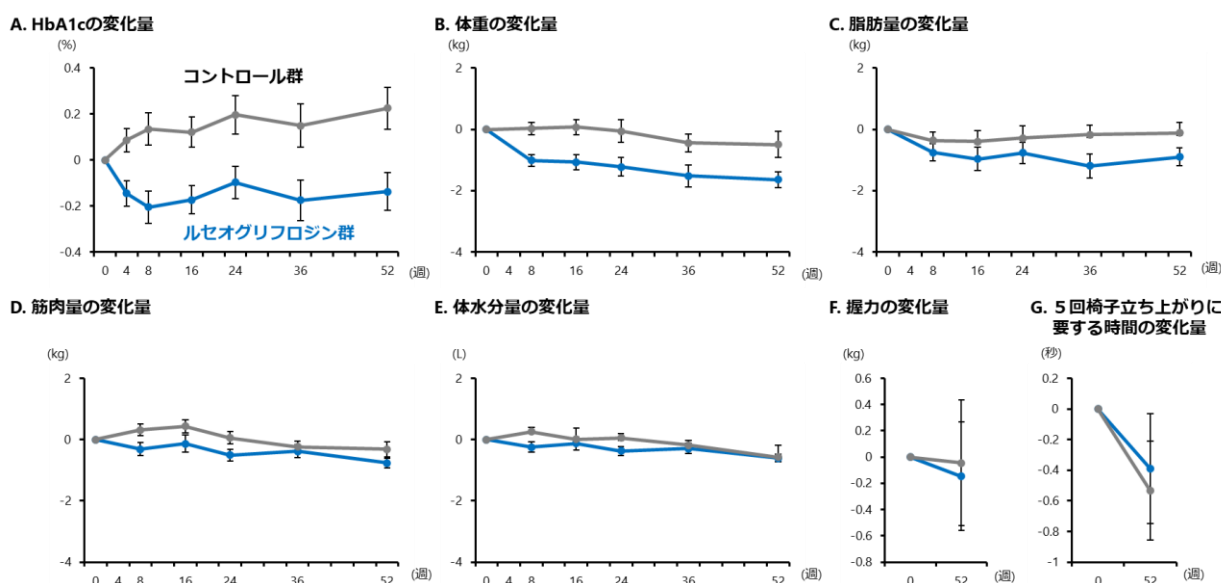 A. HbA1cの変化量
(%)
0.4
0.2
0
-0.2
-0.4
コントロール群
ルセオグリフロジン群
0 4 8 16 24 36 52 (週)
B. 体重の変化量
(kg)
2
0
-2
-4
0 4 8 16 24 36 52 (週)
C. 脂肪量の変化量
(kg)
2
0
-2
-4
0 4 8 16 24 36 52 (週)
D. 筋肉量の変化量
(kg)
2
0
-2
-4
0 4 8 16 24 36 52 (週)
E. 体水分量の変化量
(L)
2
0
-2
-4
0 4 8 16 24 36 52 (週)
F. 握力の変化量
(kg)
0.6
0.4
0.2
0
-0.2
-0.4
-0.6
-0.8
0 52 (週)
G. ５回椅子立ち上がりに
要する時間の変化量
(秒)
0.2
0
-0.2
-0.4
-0.6
-0.8
-1
0 52 (週)